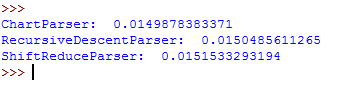 >>>
ChartParser:  0.0149878383371
RecursiveDescentParser:  0.0150485611265
ShiftReduceParser:  0.0151533293194
>>>